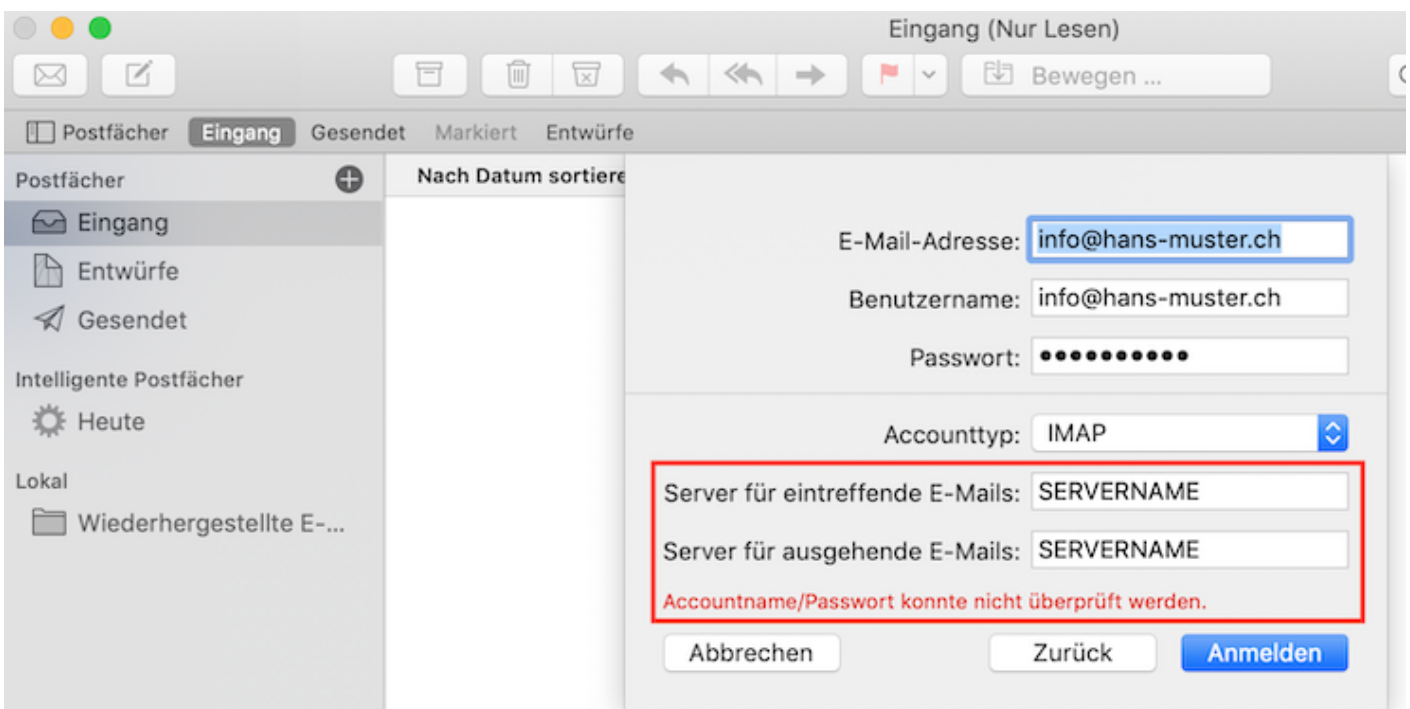 Eingang (Nur Lesen)
Bewegen ...
Postfächer Eingang Gesendet Markiert Entwürfe
Postfächer
Eingang
Entwürfe
Gesendet
Intelligente Postfächer
Heute
Lokal
Wiederhergestellte E-...
Nach Datum sortiere
E-Mail-Adresse: info@hans-muster.ch
Benutzername: info@hans-muster.ch
Passwort: ••••••••••
Accounttyp: IMAP
Server für eintreffende E-Mails: SERVERNAME
Server für ausgehende E-Mails: SERVERNAME
Accountname/Passwort konnte nicht überprüft werden.
Abbrechen Zurück Anmelden